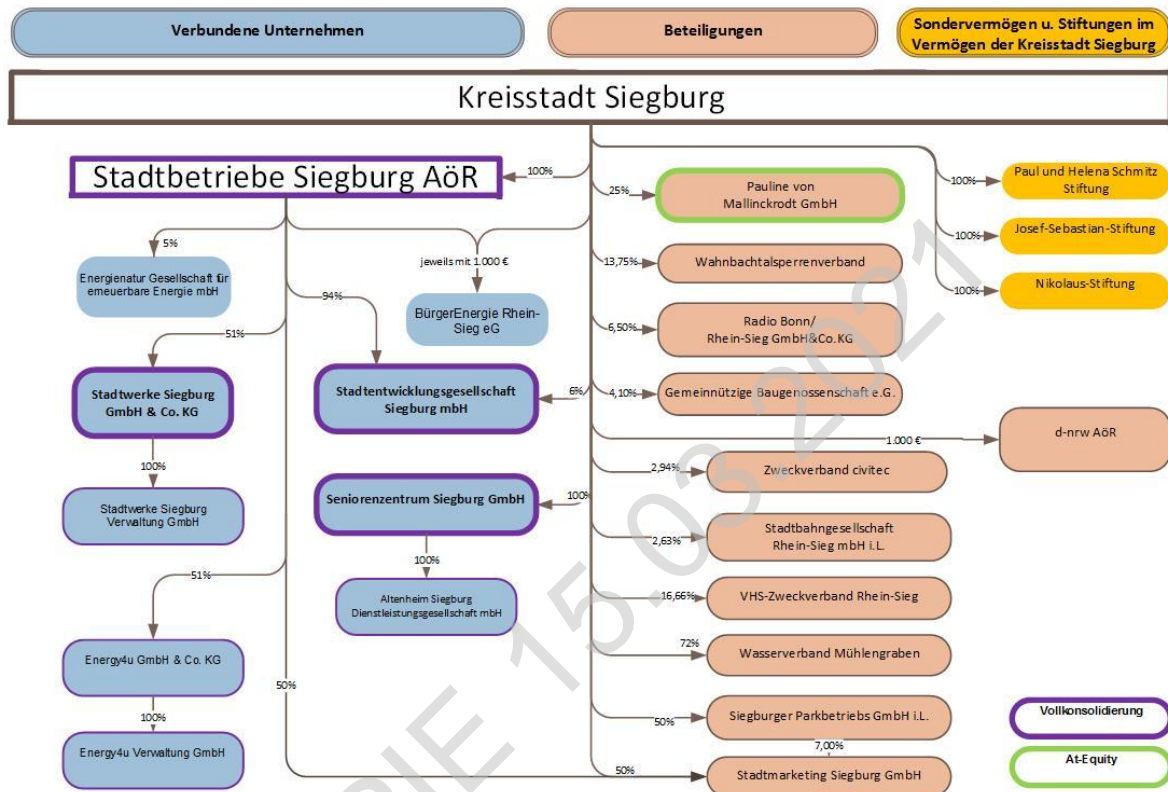 Verbundene Unternehmen
Beteiligungen
Sondervermögen u. Stiftungen im
Vermögen der Kreisstadt Siegburg
Kreisstadt Siegburg
Stadtbetriebe Siegburg AöR
100%
25%
Pauline von
Mallinckrodt GmbH
100%
Paul und Helena Schmitz
Stiftung
100%
Josef-Sebastian-Stiftung
100%
Nikolaus-Stiftung
5%
Energienatur Gesellschaft für
erneuerbare Energie mbH
jeweils mit 1.000 €
BürgerEnergie Rhein-
Sieg eG
13,75%
Wahnbachtalsperrenverband
94%
6,50%
Radio Bonn/
Rhein-Sieg GmbH&Co.KG
51%
Stadtwerke Siegburg
GmbH & Co. KG
Stadtentwicklungsgesellschaft
Siegburg mbH
6%
4,10%
Gemeinnützige Baugenossenschaft e.G.
1.000 €
d-nrw AöR
100%
Stadtwerke Siegburg
Verwaltung GmbH
Seniorenzentrum Siegburg GmbH
100%
2,94%
Zweckverband civitec
2,63%
Stadtbahngesellschaft
Rhein-Sieg mbH i.L.
100%
Altenheim Siegburg
Dienstleistungsgesellschaft mbH
51%
16,66%
VHS-Zweckverband Rhein-Sieg
Energy4u GmbH & Co. KG
72%
Wasserverband Mühlengraben
50%
100%
Energy4u Verwaltung GmbH
50%
Siegburger Parkbetriebs GmbH i.L.
7,00%
50%
Stadtmarketing Siegburg GmbH
Vollkonsolidierung
At-Equity
15.03.2021